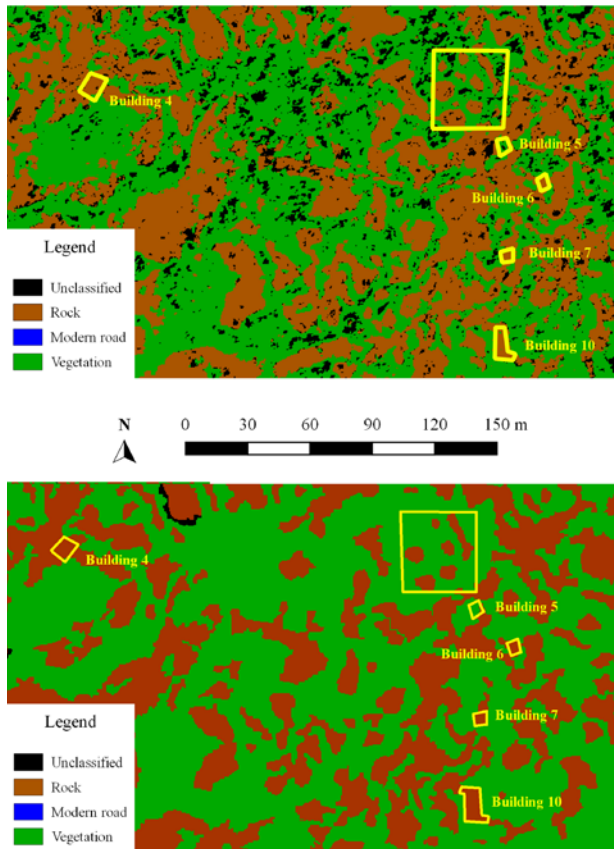 Building 4
Building 5
Building 6
Building 7
Building 10
Legend
Unclassified
Rock
Modern road
Vegetation
N
0 30 60 90 120 150 m
Building 4
Building 5
Building 6
Building 7
Building 10
Legend
Unclassified
Rock
Modern road
Vegetation